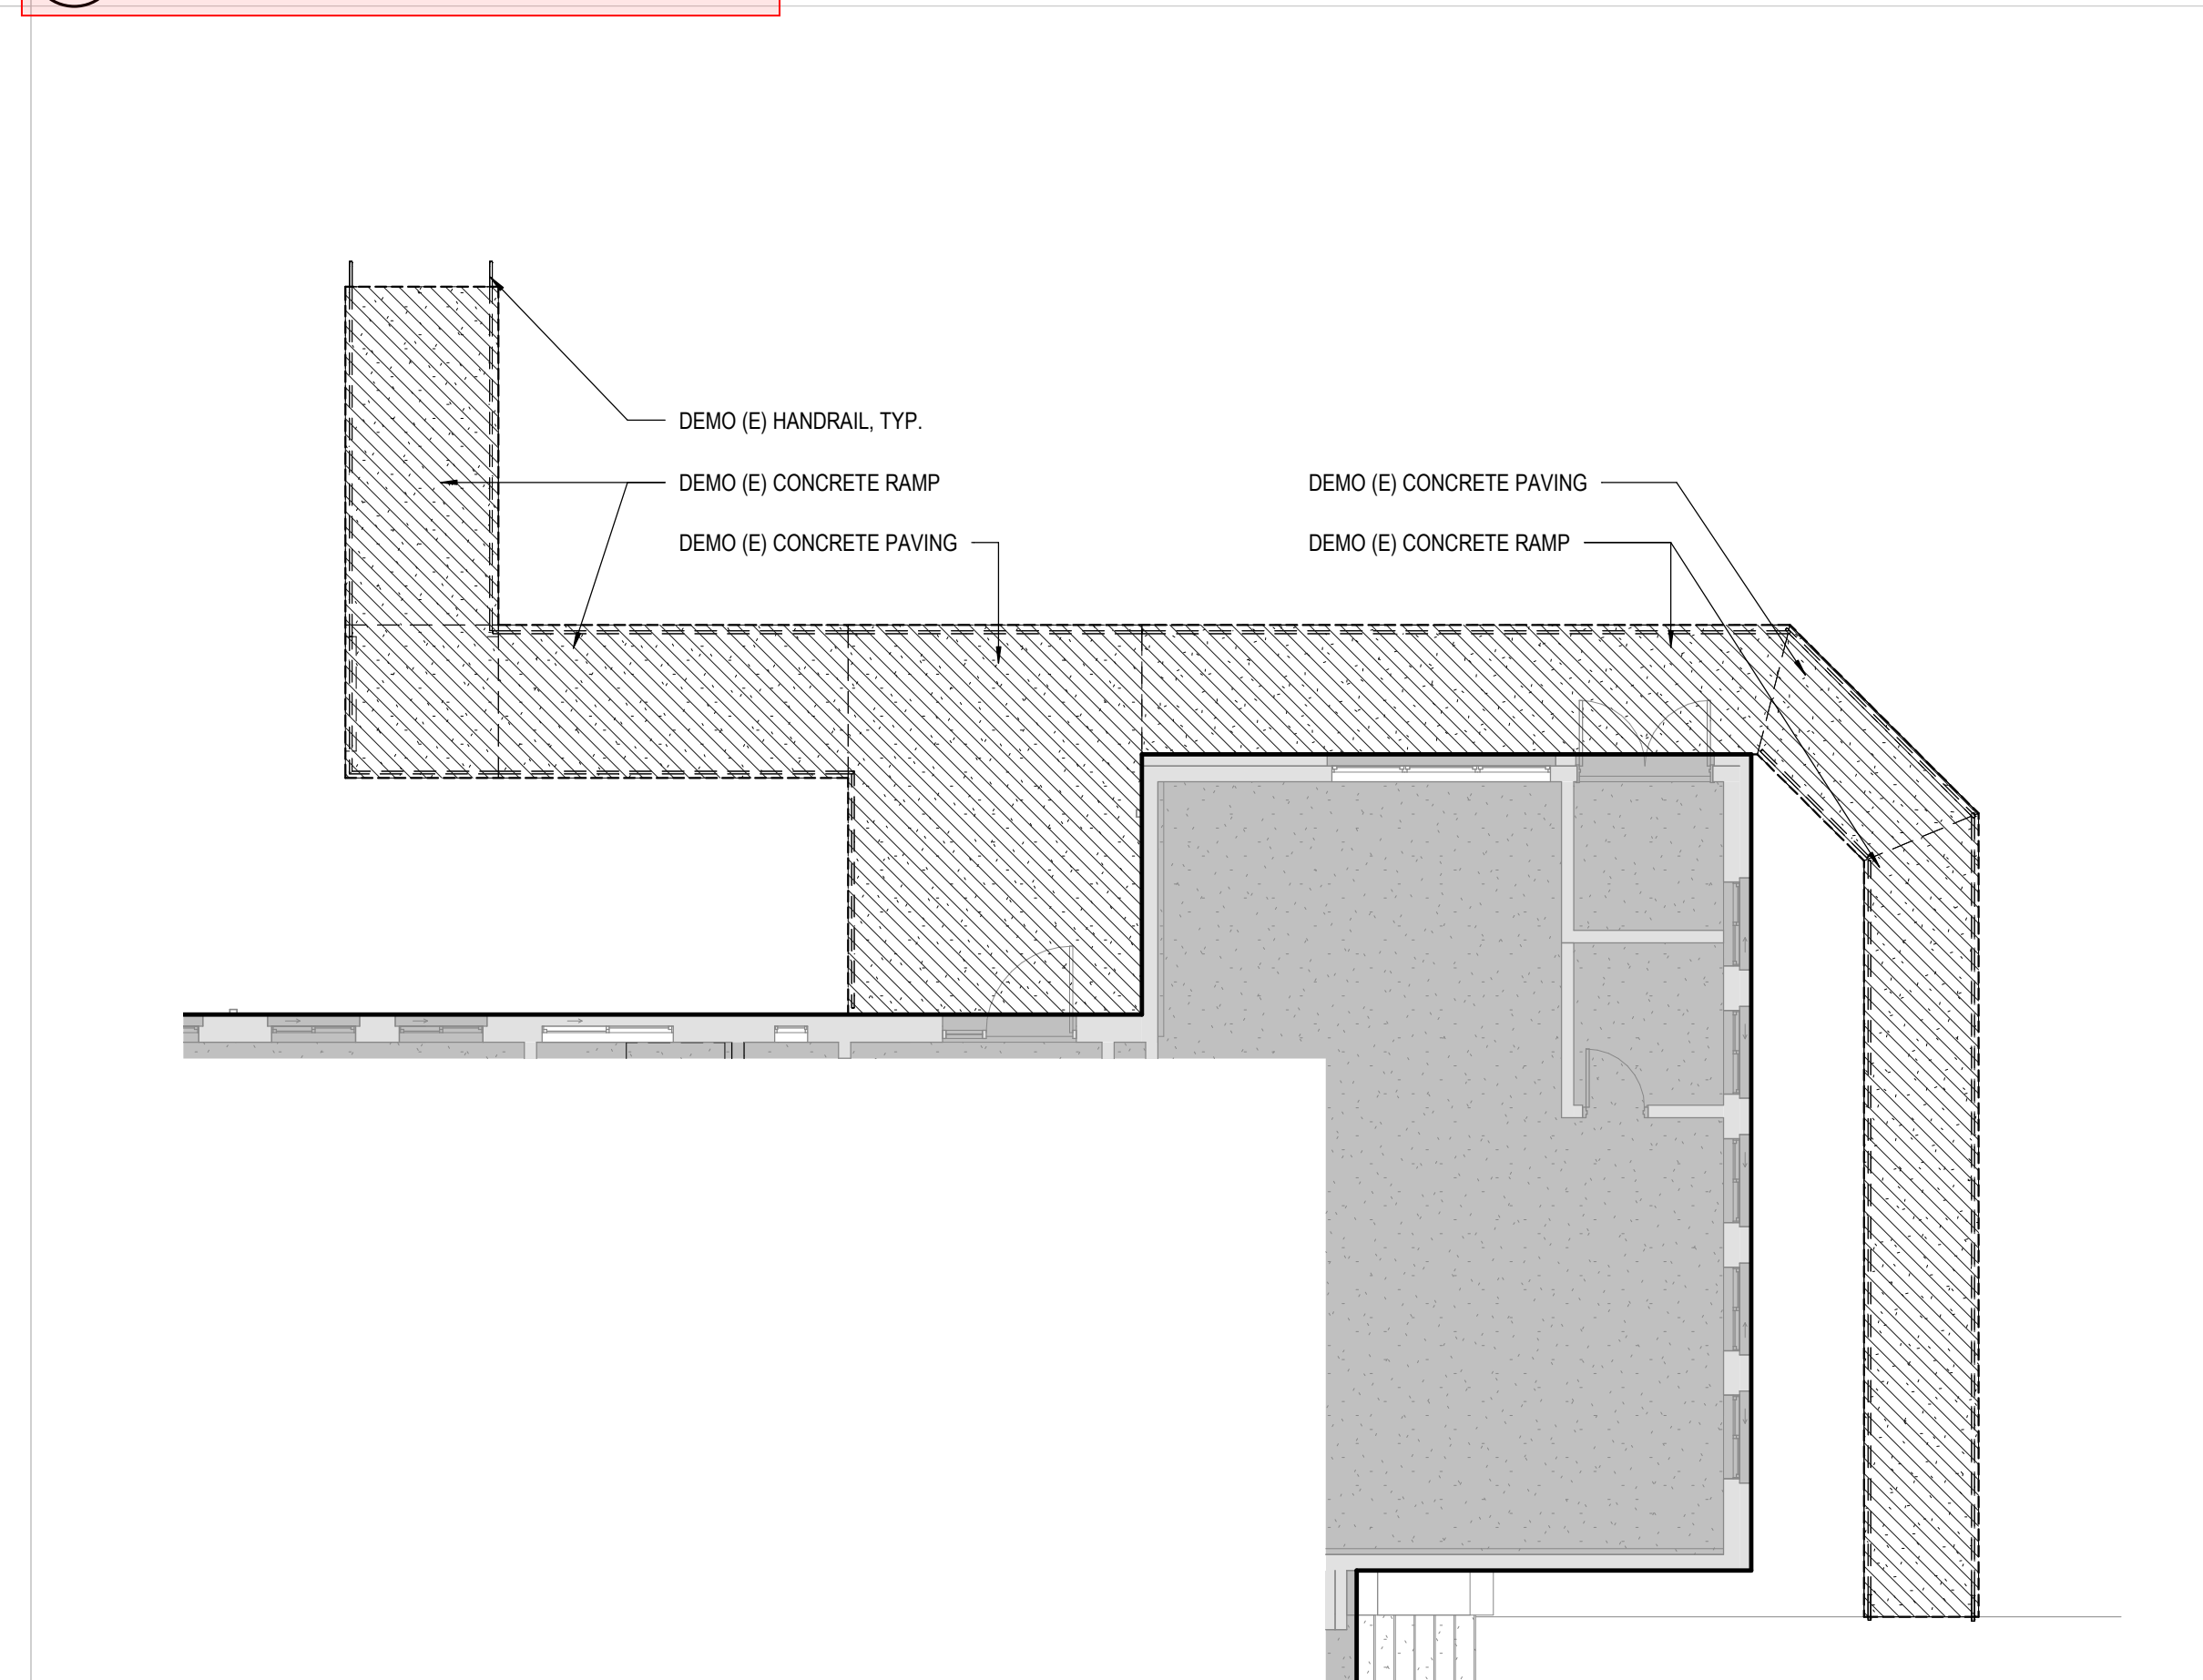 DEMO (E) HANDRAIL, TYP.
DEMO (E) CONCRETE RAMP
DEMO (E) CONCRETE PAVING
DEMO (E) CONCRETE PAVING
DEMO (E) CONCRETE RAMP